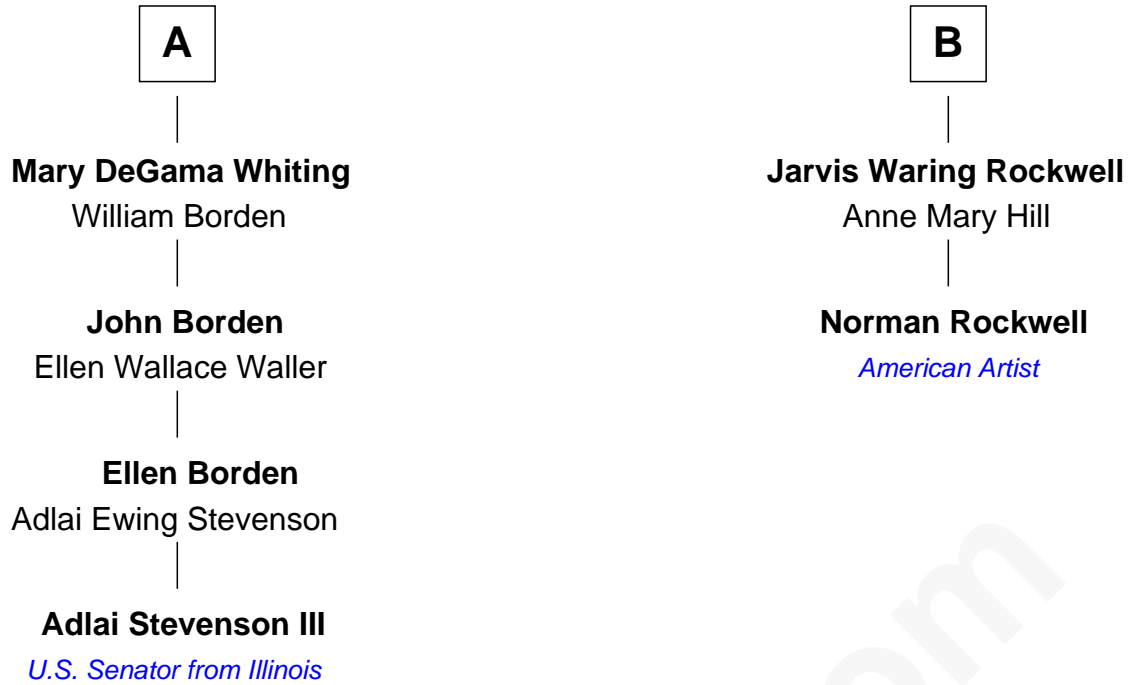 A
Mary DeGama Whiting
William Borden
John Borden
Ellen Wallace Waller
Ellen Borden
Adlai Ewing Stevenson
Adlai Stevenson III
U.S. Senator from Illinois
B
Jarvis Waring Rockwell
Anne Mary Hill
Norman Rockwell
American Artist
om